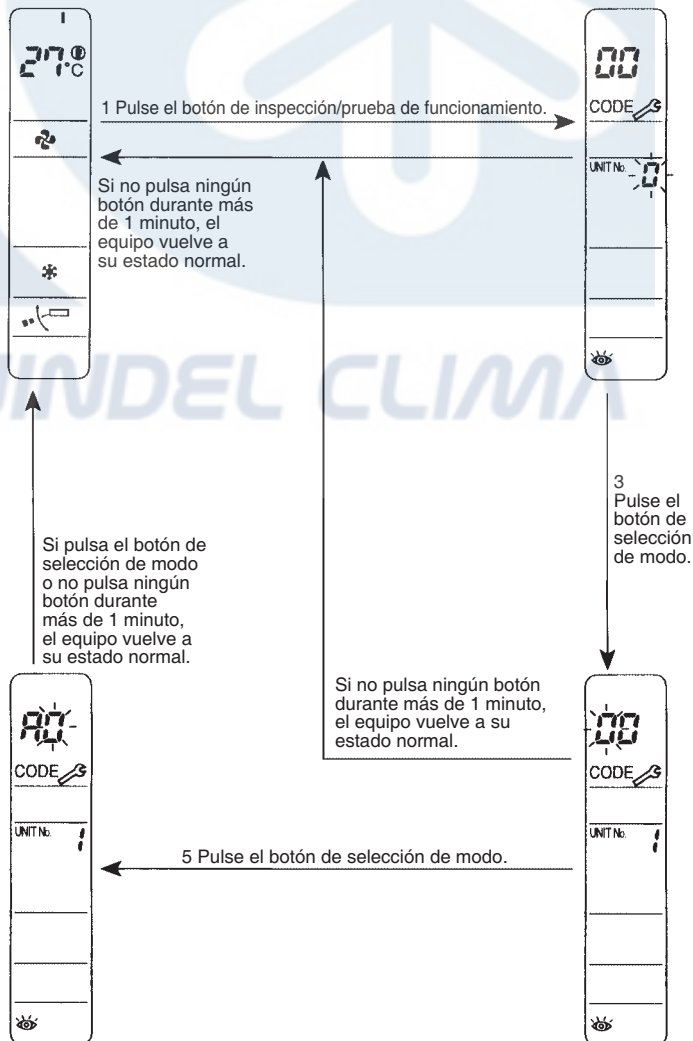 27°C
00
CODE
1 Pulse el botón de inspección/prueba de funcionamiento.
UNIT No. 0
Si no pulsa ningún
botón durante más
de 1 minuto, el
equipo vuelve a
su estado normal.
INDEL CLIMA
3
Pulse el
botón de
selección
de modo.
Si pulsa el botón de
selección de modo
o no pulsa ningún
botón durante
más de 1 minuto,
el equipo vuelve a
su estado normal.
Si no pulsa ningún botón
durante más de 1 minuto,
el equipo vuelve a su
estado normal.
A0
CODE
UNIT No. 1
00
CODE
UNIT No. 1
5 Pulse el botón de selección de modo.